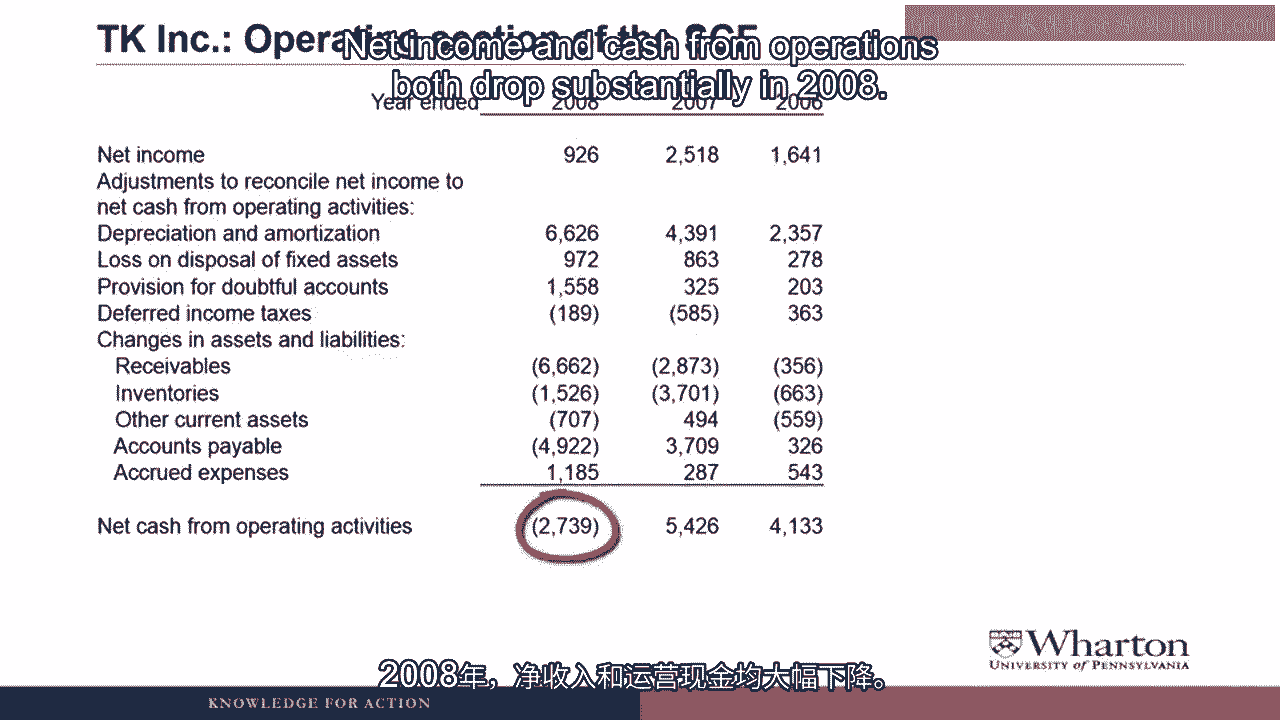 TK Inc.: Operating section of the SCF
Net income and cash from operations
both drop substantially in 2008.
Year ended 2008 2007 2006
Net income 926 2,518 1,641
Adjustments to reconcile net income to
net cash from operating activities:
Depreciation and amortization 6,626 4,391 2,357
Loss on disposal of fixed assets 972 863 278
Provision for doubtful accounts 1,558 325 203
Deferred income taxes (189) (585) 363
Changes in assets and liabilities:
Receivables (6,662) (2,873) (356)
Inventories (1,526) (3,701) (663)
Other current assets (707) 494 (559)
Accounts payable (4,922) 3,709 326
Accrued expenses 1,185 287 543
Net cash from operating activities (2,739) 5,426 4,133
Wharton
UNIVERSITY of PENNSYLVANIA
2008年，净收入和运营现金均大幅下降。
KNOWLEDGE FOR ACTION